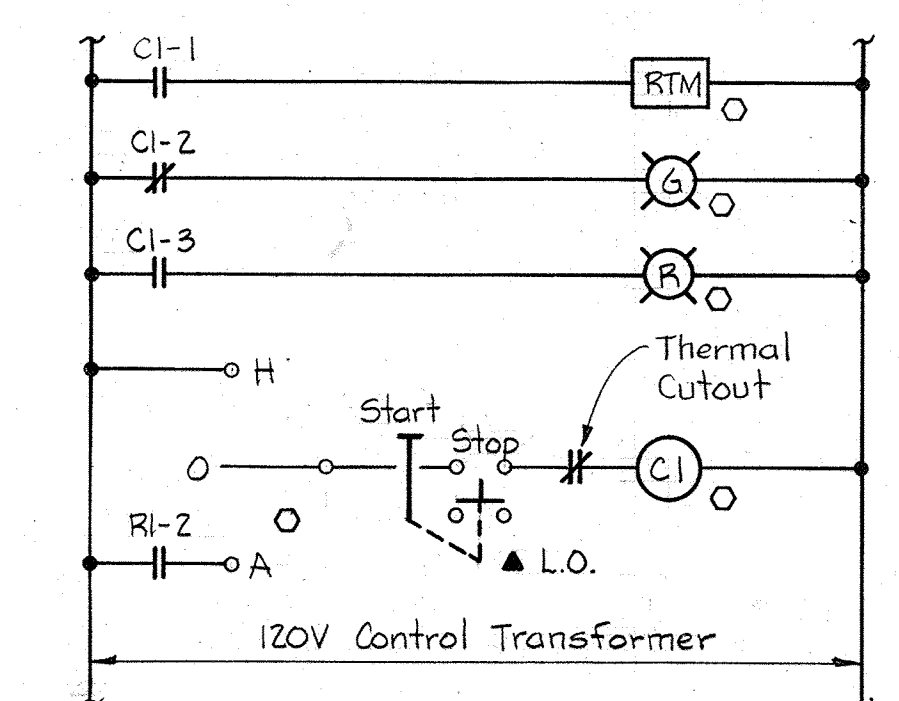 C1-1
RTM
C1-2
G
C1-3
R
H
Thermal
Cutout
Start
Stop
O
C1
R1-2
A
L.O.
120V Control Transformer